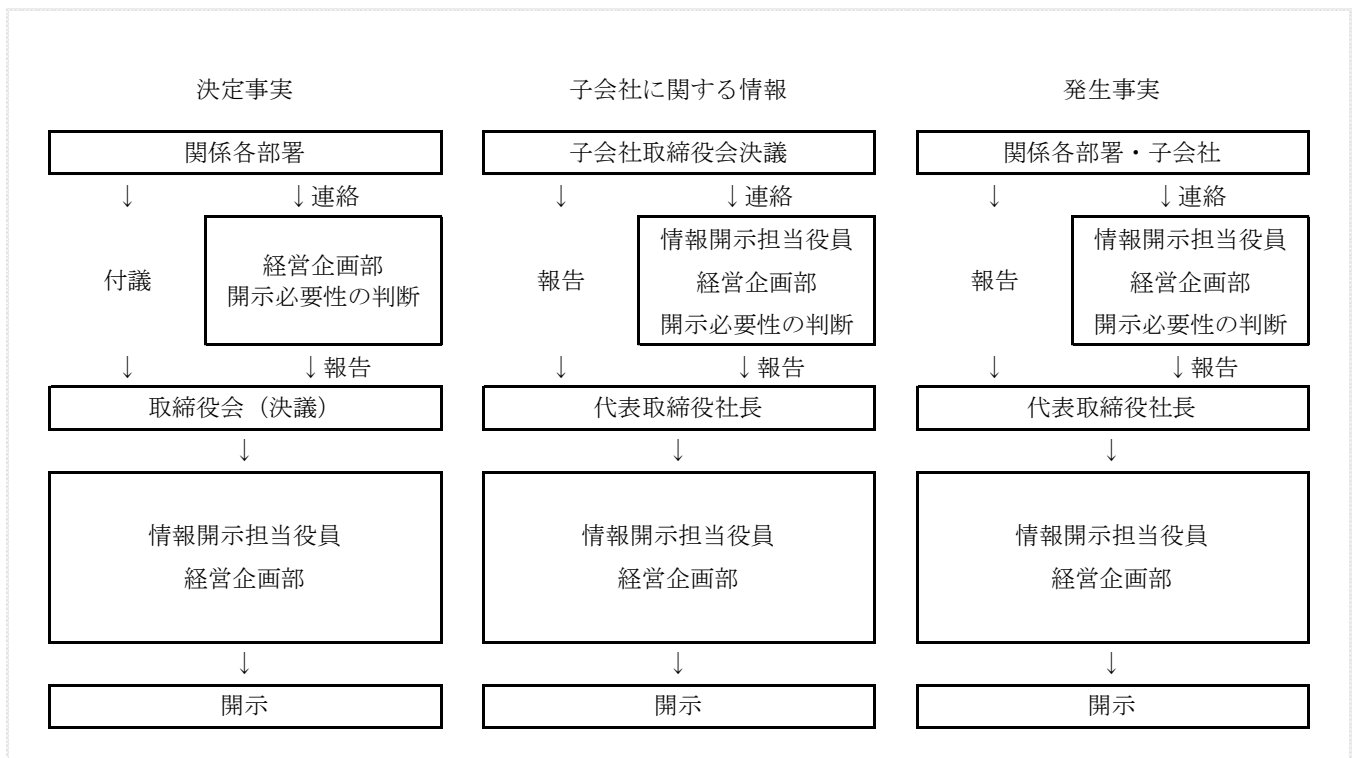 決定事実
関係各部署
↓ ↓連絡
付議
経営企画部
開示必要性の判断
↓ ↓報告
取締役会（決議）
↓
情報開示担当役員
経営企画部
↓
開示
子会社に関する情報
子会社取締役会決議
↓ ↓連絡
報告
情報開示担当役員
経営企画部
開示必要性の判断
↓ ↓報告
代表取締役社長
↓
情報開示担当役員
経営企画部
↓
開示
発生事実
関係各部署・子会社
↓ ↓連絡
報告
情報開示担当役員
経営企画部
開示必要性の判断
↓ ↓報告
代表取締役社長
↓
情報開示担当役員
経営企画部
↓
開示